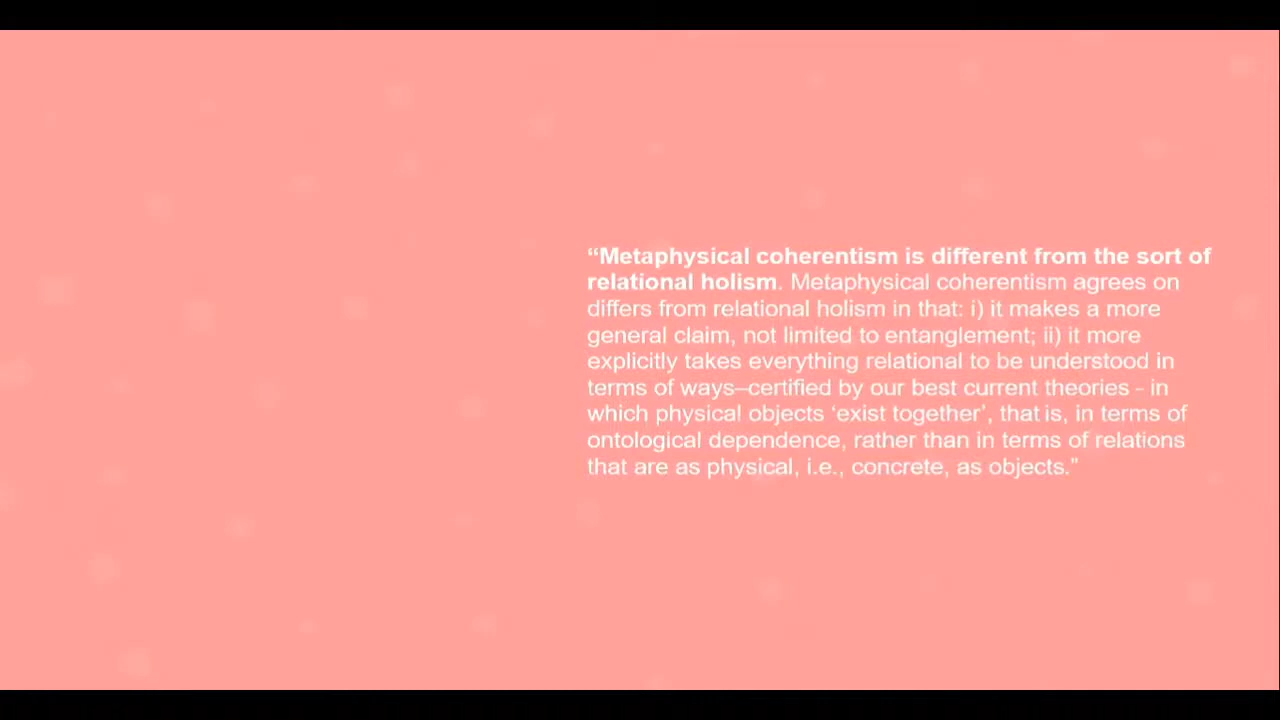 “Metaphysical coherentism is different from the sort of
relational holism. Metaphysical coherentism agrees on
differs from relational holism in that: i) it makes a more
general claim, not limited to entanglement; ii) it more
explicitly takes everything relational to be understood in
terms of ways–certified by our best current theories - in
which physical objects ‘exist together’, that is, in terms of
ontological dependence, rather than in terms of relations
that are as physical, i.e., concrete, as objects.”